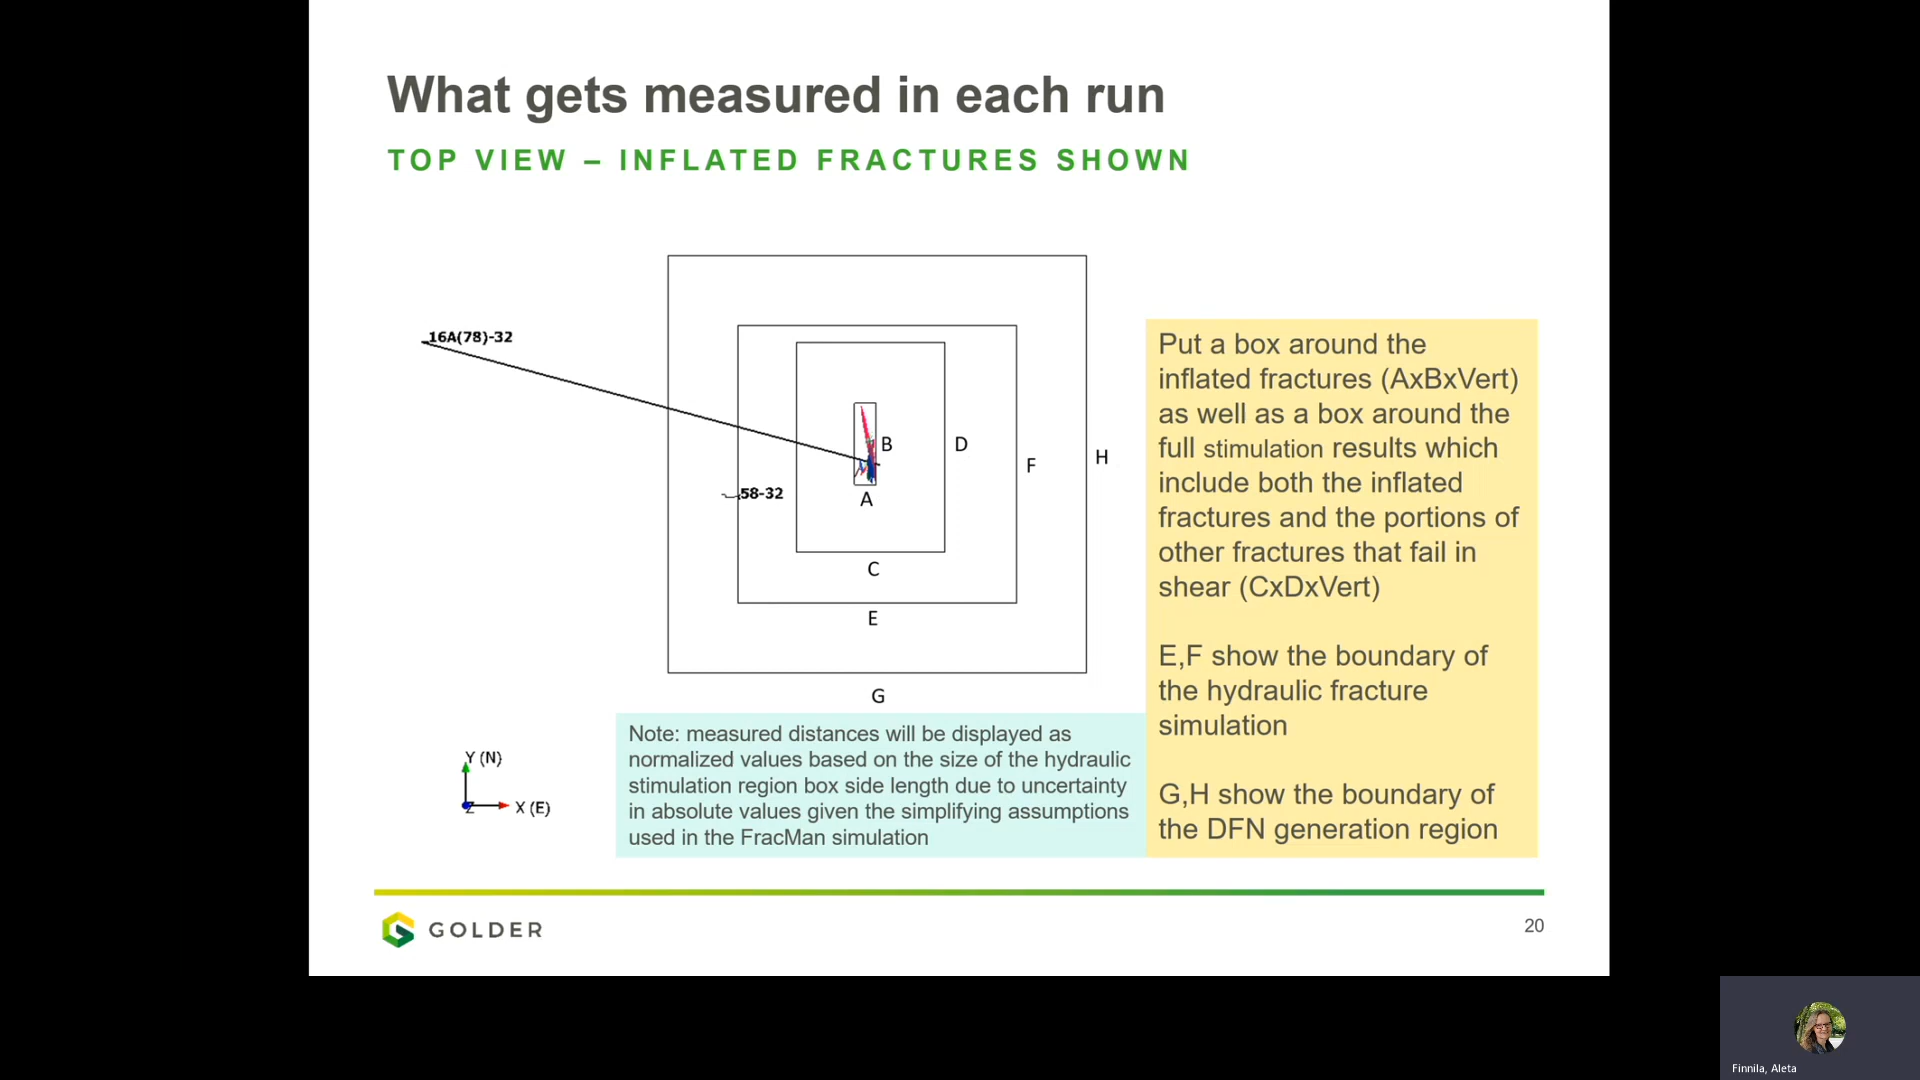 What gets measured in each run
TOP VIEW – INFLATED FRACTURES SHOWN
16A(78)-32
58-32
B
A
D
C
F
E
H
G
Y (N)
Z
X (E)
Put a box around the
inflated fractures (AxBxVert)
as well as a box around the
full stimulation results which
include both the inflated
fractures and the portions of
other fractures that fail in
shear (CxDxVert)
E,F show the boundary of
the hydraulic fracture
simulation
G,H show the boundary of
the DFN generation region
Note: measured distances will be displayed as
normalized values based on the size of the hydraulic
stimulation region box side length due to uncertainty
in absolute values given the simplifying assumptions
used in the FracMan simulation
GOLDER
20
Finnila, Aleta